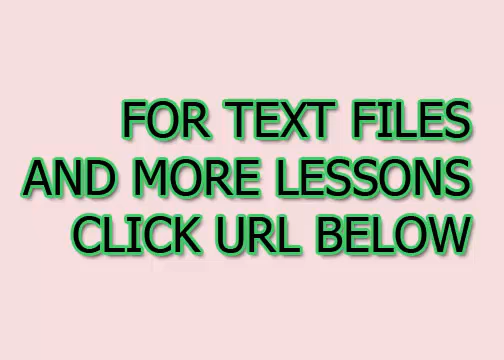 FOR TEXT FILES
AND MORE LESSONS
CLICK URL BELOW